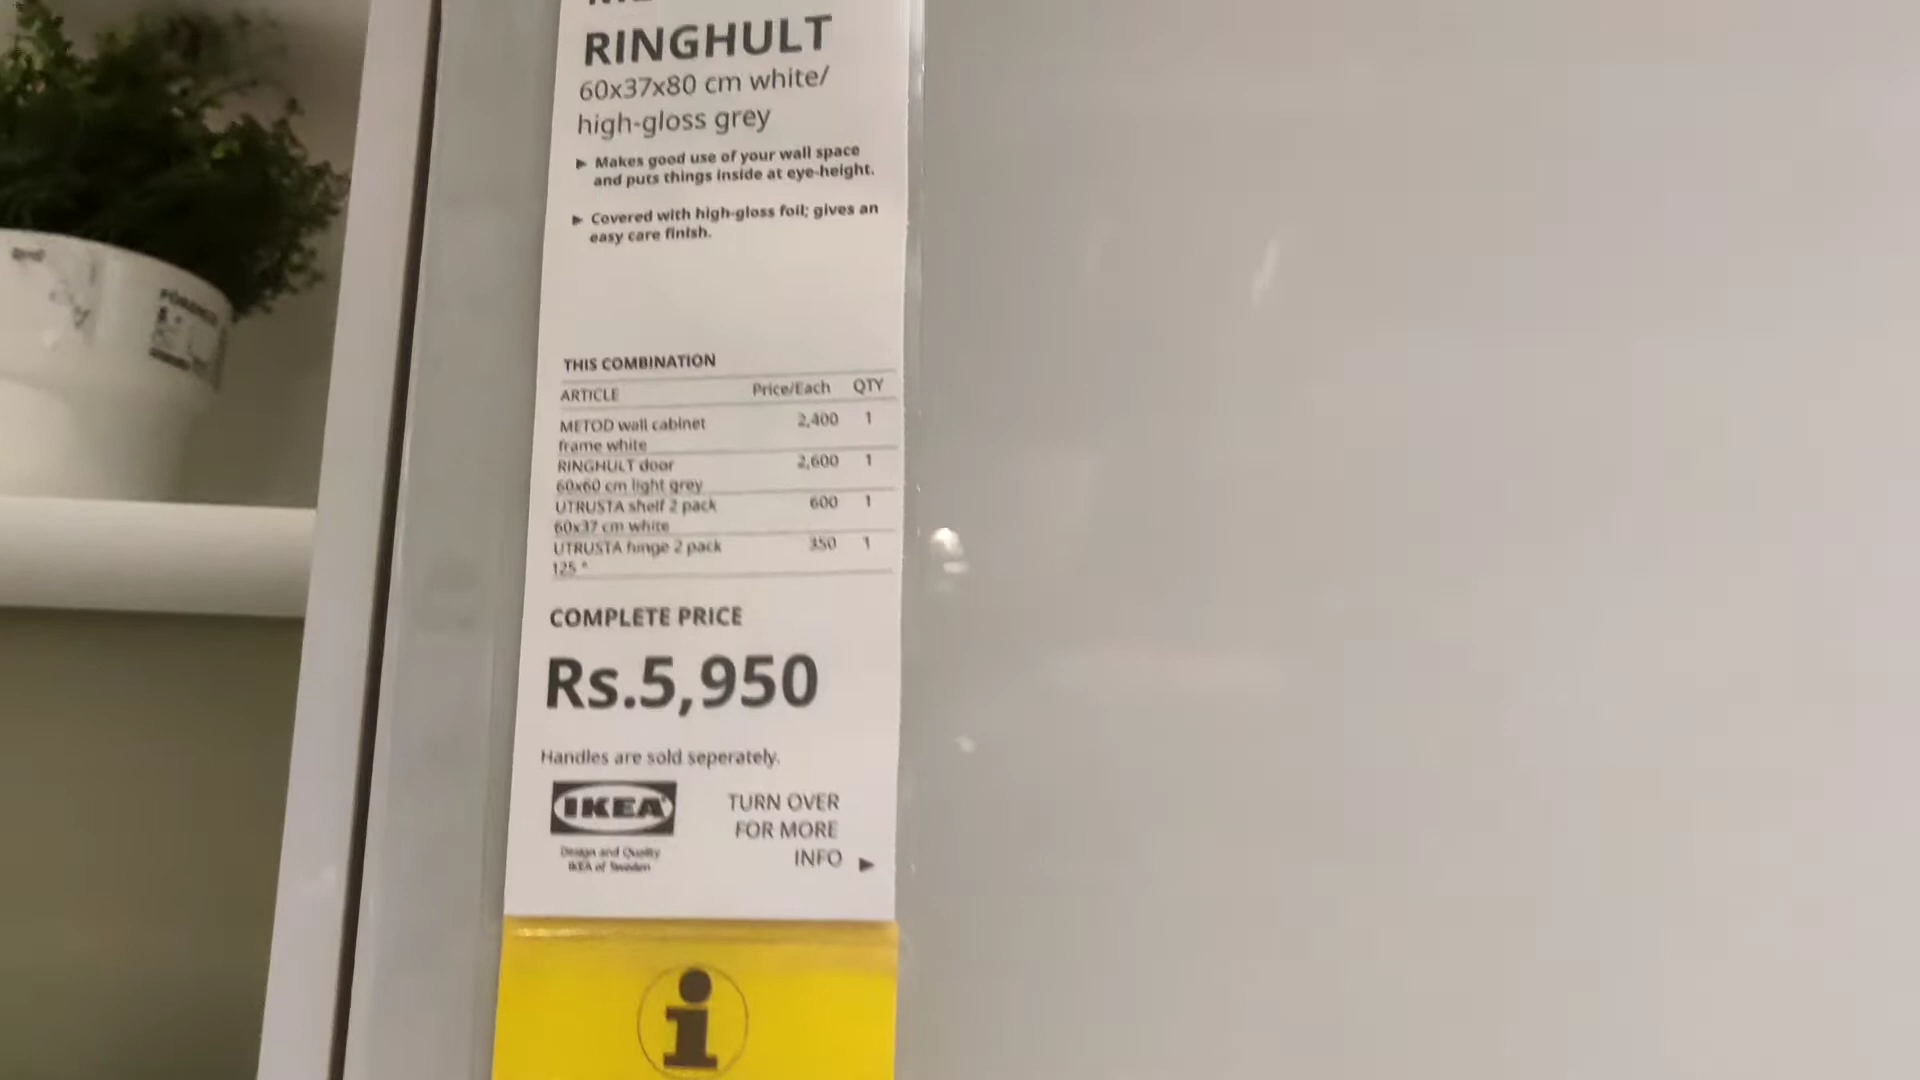 RINGHULT
60x37x80 cm white/
high-gloss grey
► Makes good use of your wall space
and puts things inside at eye-height.
► Covered with high-gloss foil; gives an
easy care finish.
THIS COMBINATION
ARTICLE Price/Each QTY
METOD wall cabinet 2,400 1
frame white
RINGHULT door 2,600 1
60x60 cm light grey
UTRUSTA shelf 2 pack 600 1
60x37 cm white
UTRUSTA hinge 2 pack 350 1
125 °
COMPLETE PRICE
Rs.5,950
Handles are sold seperately.
IKEA
Design and Quality
IKEA of Sweden
TURN OVER
FOR MORE
INFO ►
i